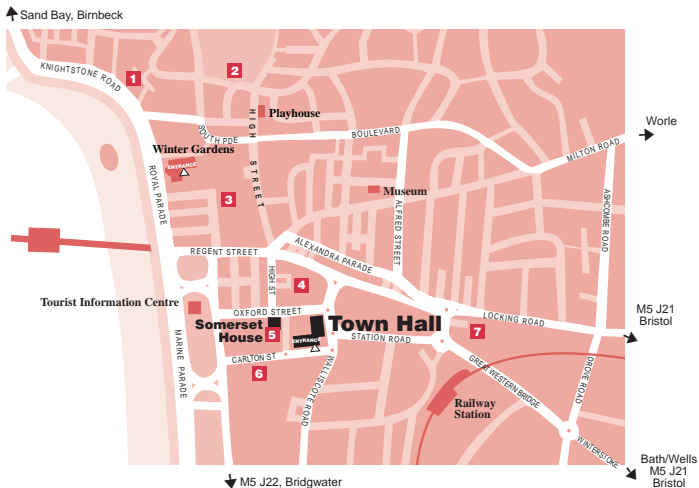 Sand Bay, Birnbeck
KNIGHTSTONE ROAD
1
2
HIGH STREET
Playhouse
SOUTH PDE
BOULEVARD
Worle
MILTON ROAD
Winter Gardens
ENTRANCE
ROYAL PARADE
3
Museum
ALFRED STREET
ASHCOMBE ROAD
REGENT STREET
ALEXANDRA PARADE
HIGH ST
4
Tourist Information Centre
OXFORD STREET
Somerset
House
5
ENTRANCE
Town Hall
LOCKING ROAD
7
M5 J21
Bristol
STATION ROAD
MARINE PARADE
CARLTON ST
6
WALLISCOTE ROAD
GREAT WESTERN BRIDGE
DROVE ROAD
Railway
Station
WINTERSTOKE
Bath/Wells
M5 J21
Bristol
M5 J22, Bridgwater